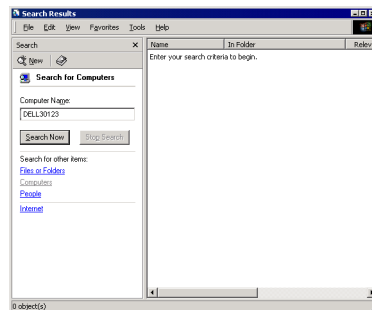 Search Results
File Edit View Favorites Tools Help
Search
New
Search for Computers
Computer Name:
DELL30123
Search Now Stop Search
Search for other items:
Files or Folders
Computers
People
Internet
Name In Folder Relev
Enter your search criteria to begin.
0 object(s)